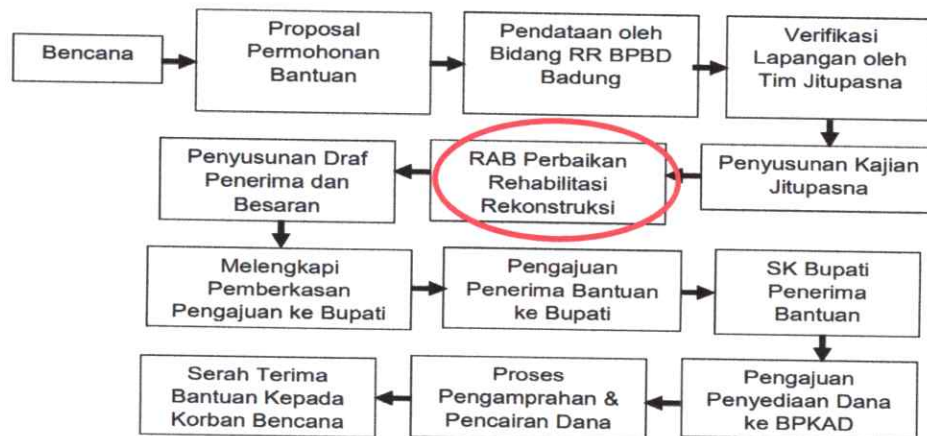 Bencana
Proposal
Permohonan
Bantuan
Pendataan oleh
Bidang RR BPBD
Badung
Verifikasi
Lapangan oleh
Tim Jitupasna
Penyusunan Kajian
Jitupasna
RAB Perbaikan
Rehabilitasi
Rekonstruksi
Penyusunan Draf
Penerima dan
Besaran
Melengkapi
Pemberkasan
Pengajuan ke Bupati
Pengajuan
Penerima Bantuan
ke Bupati
SK Bupati
Penerima
Bantuan
Pengajuan
Penyediaan Dana
ke BPKAD
Proses
Pengamprahan &
Pencairan Dana
Serah Terima
Bantuan Kepada
Korban Bencana